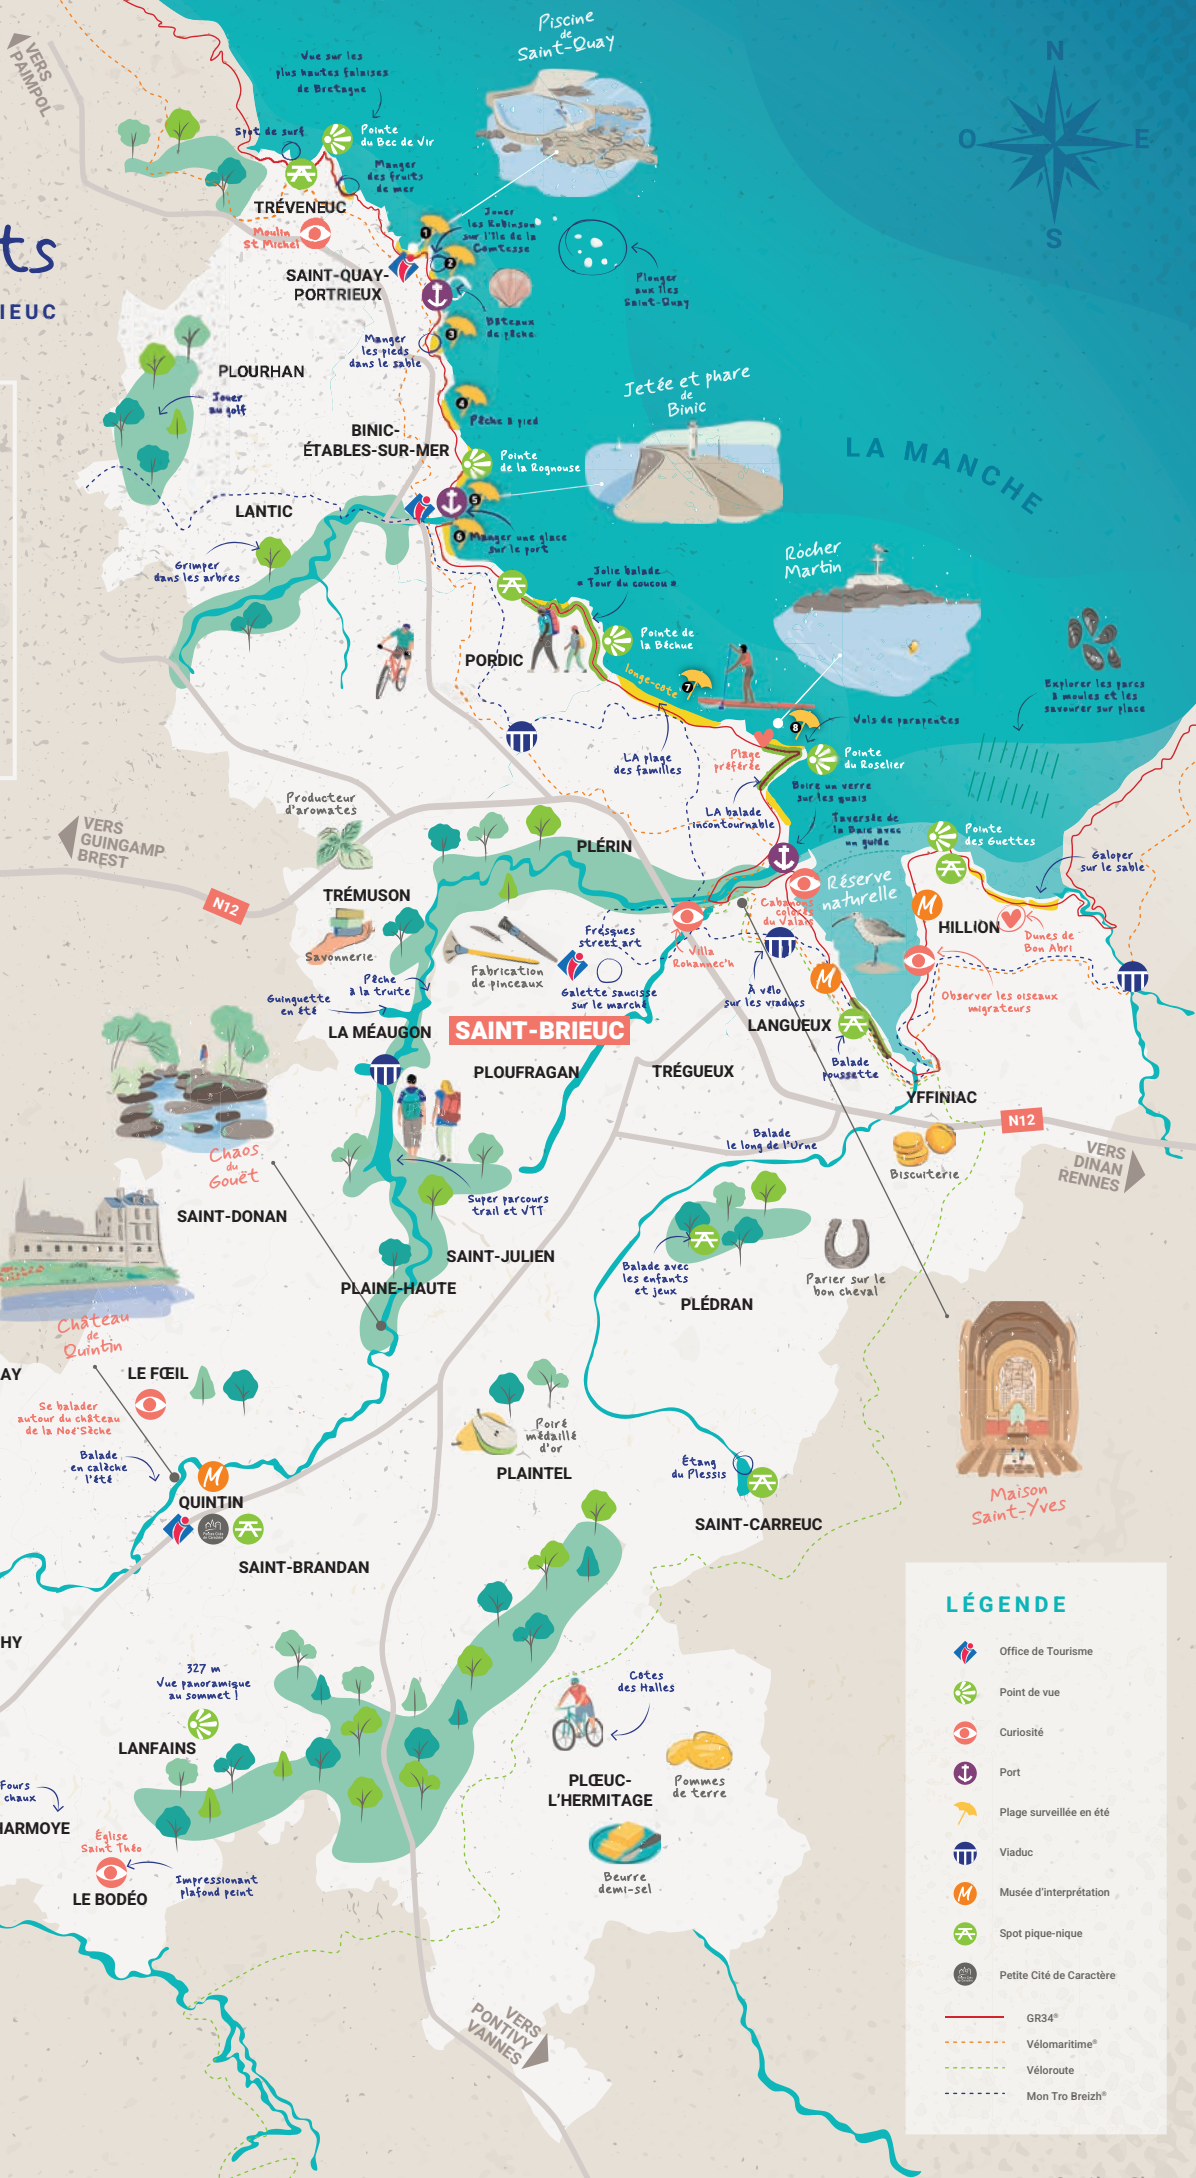 Piscine
de
Saint-Quay
VERS
PAIMPOL
Vue sur les
plus hautes falaises
de Bretagne
N
O
E
S
Spot de surf
Pointe
du Bec de Vir
Manger
des fruits
de mer
TRÉVENEUC
Moulin
St Michel
ts
IEUC
1
Jouer
les Robinson
sur l'île de la
Comtesse
2
SAINT-QUAY-
PORTRIEUX
Plonger
aux îles
Saint-Quay
Bateaux
de pêche
3
Manger
les pieds
dans le sable
PLOURHAN
Jouer
au golf
Jetée et phare
de
Binic
4
Pêche à pied
BINIC-
ÉTABLES-SUR-MER
Pointe
de la Rognouse
LA MANCHE
5
LANTIC
6
Manger une glace
sur le port
Grimper
dans les arbres
Jolie balade
« Tour du coucou »
Rocher
Martin
Pointe de
la Béchue
PORDIC
longe-côte
7
Explorer les parcs
à moules et les
savourer sur place
8
Vols de parapentes
LA plage
des familles
Plage
préférée
Pointe
du Roselier
Boire un verre
sur les quais
Producteur
d'aromates
LA balade
incontournable
Traversée de
la Baie avec
un guide
VERS
GUINGAMP
BREST
Pointe
des Guettes
PLÉRIN
Galoper
sur le sable
N12
TRÉMUSON
Réserve
naturelle
Cabanons
colorés
du Valais
HILLION
Dunes de
Bon Abri
Savonnerie
Fresques
street art
Villa
Rohannec'h
Fabrication
de pinceaux
Pêche
à la truite
Galette saucisse
sur le marché
À vélo
sur les viaducs
Guinguette
en été
Observer les oiseaux
migrateurs
LA MÉAUGON
SAINT-BRIEUC
LANGUEUX
PLOUFRAGAN
TRÉGUEUX
Balade
poussette
YFFINIAC
N12
Balade
le long de l'Urne
VERS
DINAN
RENNES
Chaos
du
Gouët
Biscuiterie
SAINT-DONAN
Super parcours
trail et VTT
SAINT-JULIEN
Balade avec
les enfants
et jeux
Parier sur le
bon cheval
PLAINE-HAUTE
PLÉDRAN
Château
de
Quintin
AY
LE FŒIL
Se balader
autour du château
de la Noë Sèche
Poiré
médaillé
d'or
Balade
en calèche
l'été
PLAINTEL
Étang
du Plessis
Maison
Saint-Yves
QUINTIN
SAINT-CARREUC
SAINT-BRANDAN
HY
LÉGENDE
Office de Tourisme
Point de vue
Curiosité
Port
Plage surveillée en été
Viaduc
Musée d'interprétation
Spot pique-nique
Petite Cité de Caractère
GR34®
Vélomaritime®
Véloroute
Mon Tro Breizh®
327 m
Vue panoramique
au sommet !
Côtes
des Halles
LANFAINS
PLŒUC-
L'HERMITAGE
Pommes
de terre
Fours
chaux
HARMOYE
Église
Saint Théo
Impressionant
plafond peint
LE BODÉO
Beurre
demi-sel
VERS
PONTIVY
VANNES